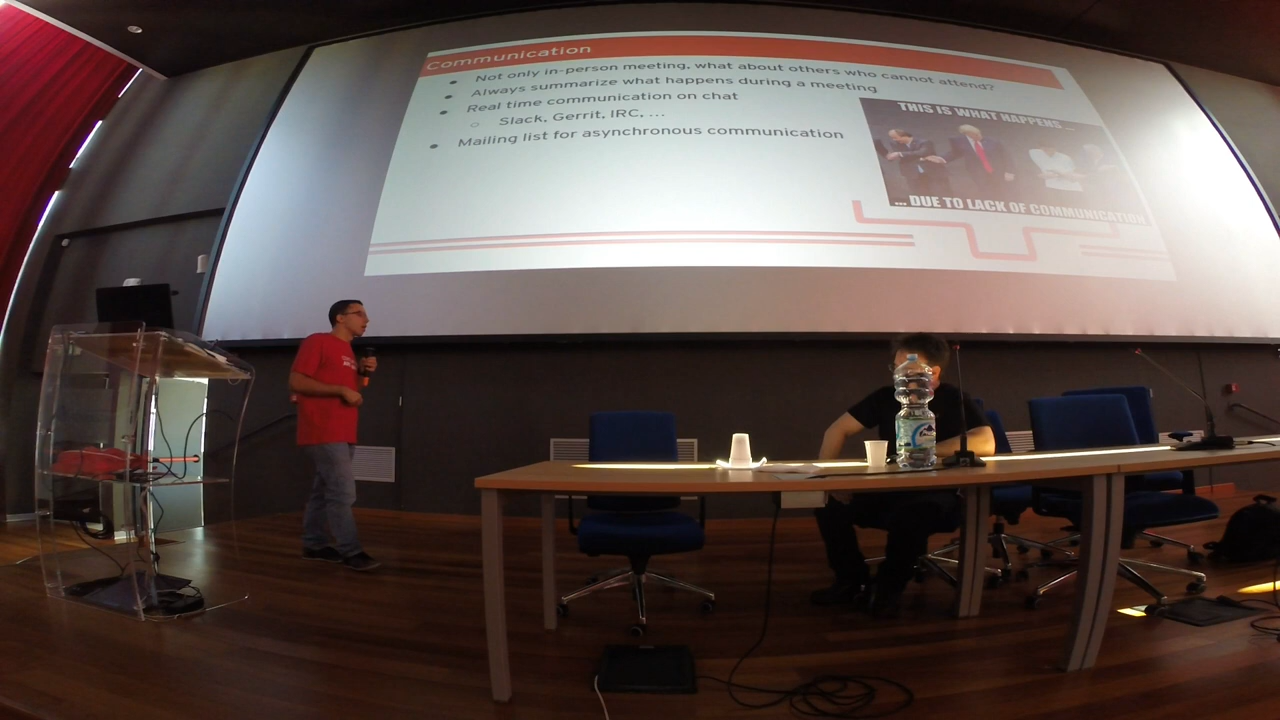 Communication
Not only in-person meeting, what about others who cannot attend?
Always summarize what happens during a meeting
Real time communication on chat
Slack, Gerrit, IRC, ...
Mailing list for asynchronous communication
THIS IS WHAT HAPPENS ...
... DUE TO LACK OF COMMUNICATION